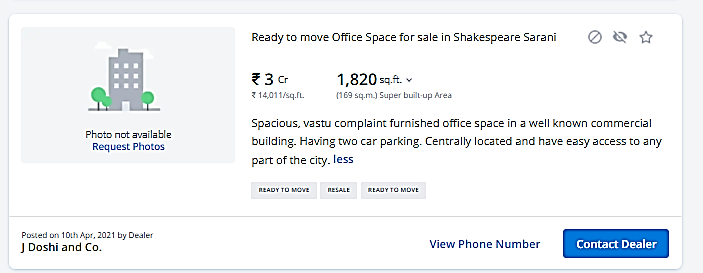 Ready to move Office Space for sale in Shakespeare Sarani
₹ 3 Cr
₹ 14,011/sq.ft.
1,820 sq.ft.
(169 sq.m.) Super built-up Area
Photo not available
Request Photos
Spacious, vastu complaint furnished office space in a well known commercial
building. Having two car parking. Centrally located and have easy access to any
part of the city. less
READY TO MOVE RESALE READY TO MOVE
Posted on 10th Apr, 2021 by Dealer
J Doshi and Co.
View Phone Number
Contact Dealer